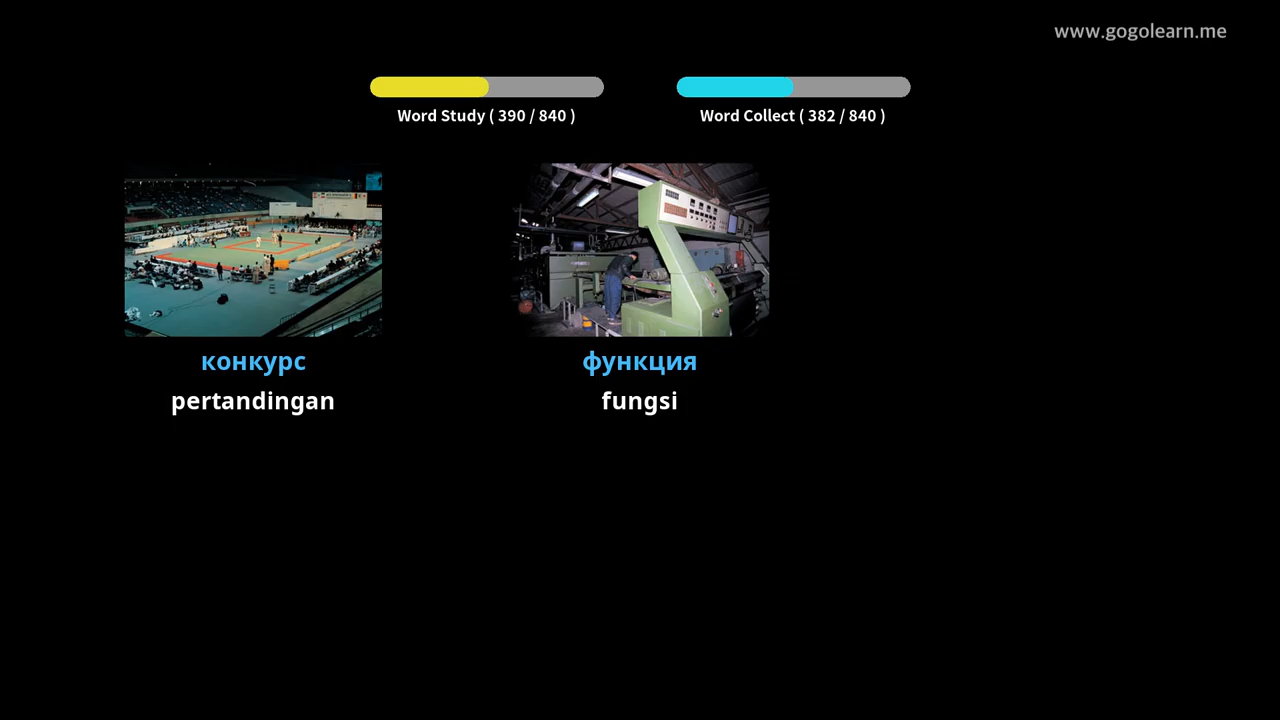 www.gogolearn.me
Word Study ( 390 / 840 )
Word Collect ( 382 / 840 )
конкурс
pertandingan
функция
fungsi